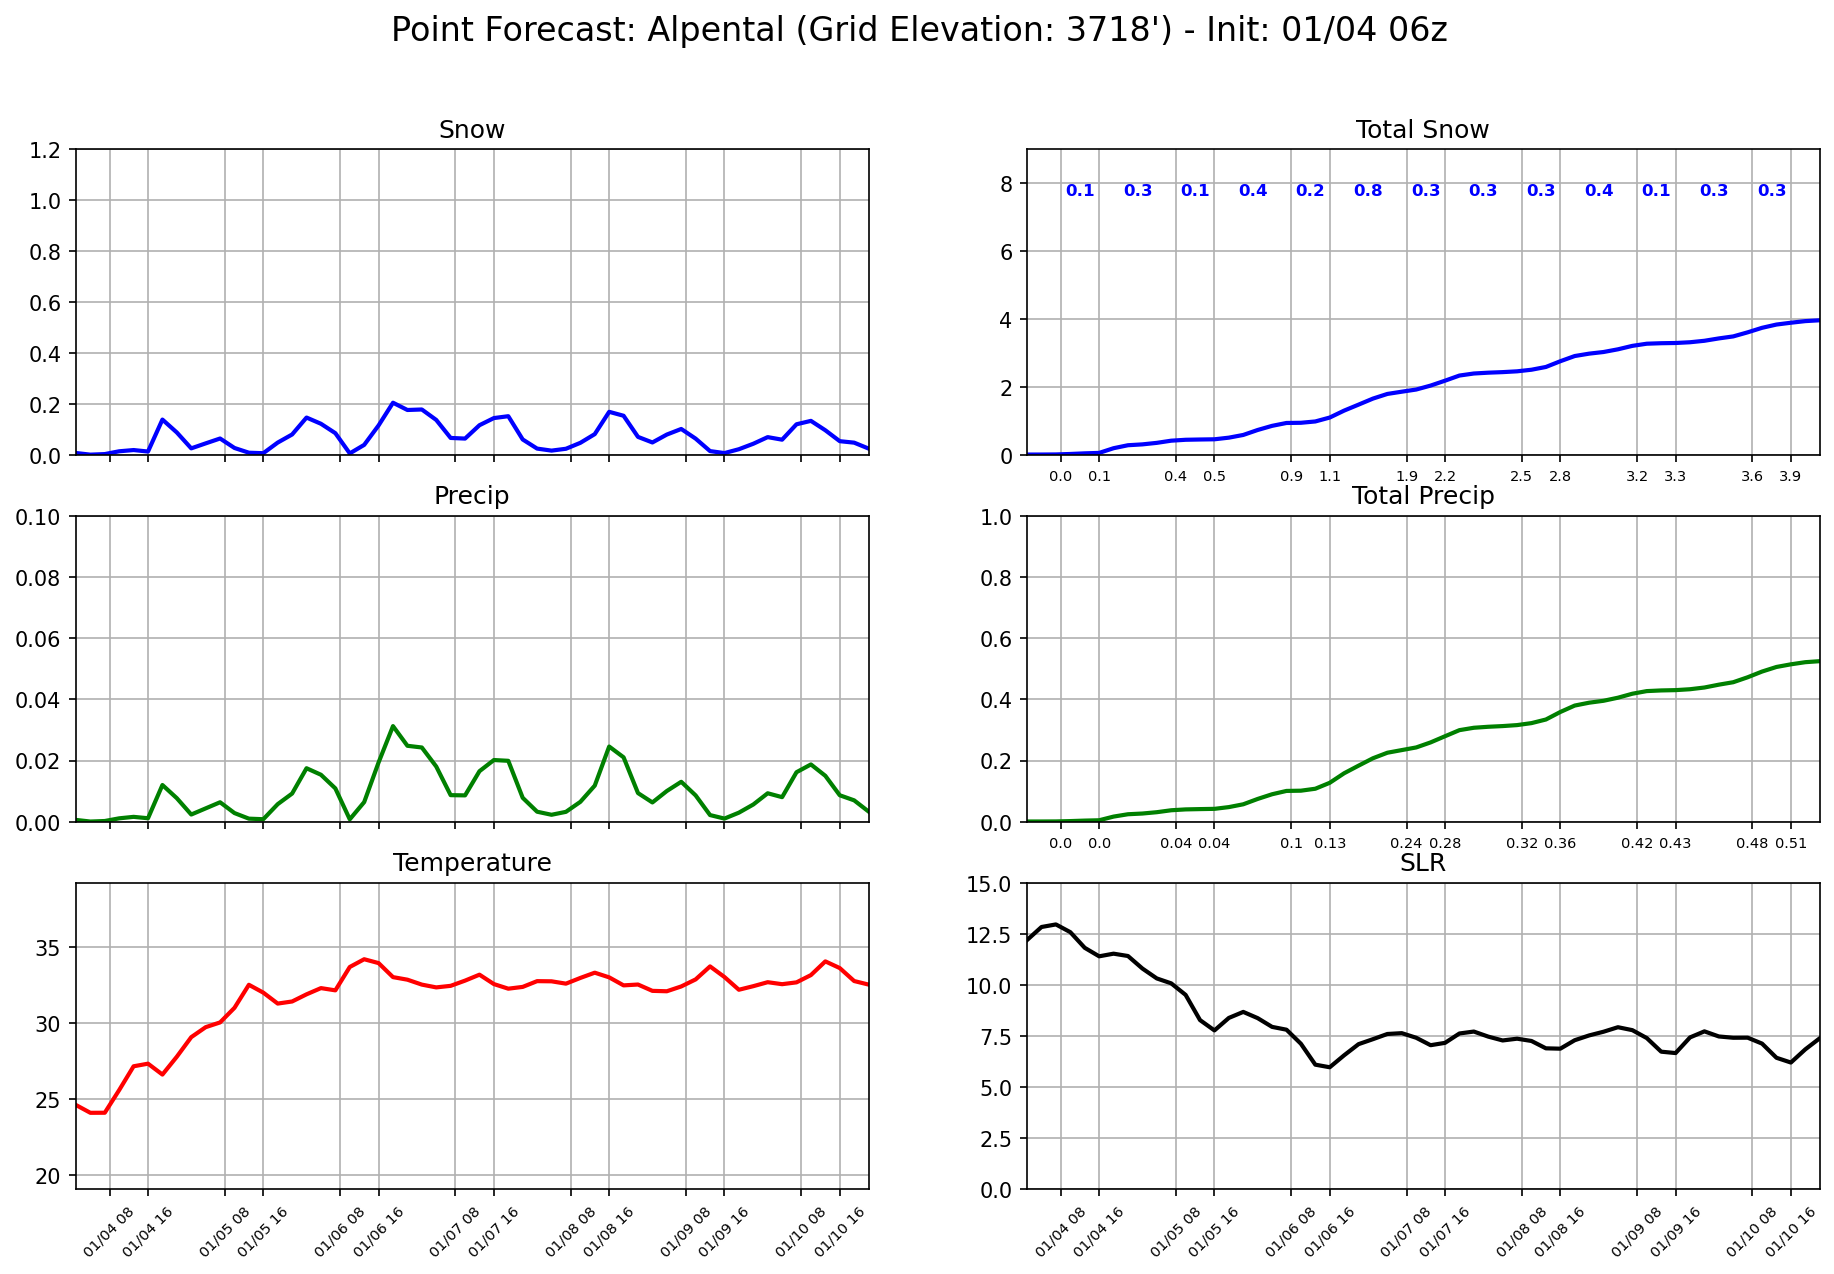 Point Forecast: Alpental (Grid Elevation: 3718') - Init: 01/04 06z
Snow
1.2
1.0
0.8
0.6
0.4
0.2
0.0
Total Snow
8
6
4
2
0
0.1 0.3 0.1 0.4 0.2 0.8 0.3 0.3 0.3 0.4 0.1 0.3 0.3
0.0 0.1 0.4 0.5 0.9 1.1 1.9 2.2 2.5 2.8 3.2 3.3 3.6 3.9
Precip
0.10
0.08
0.06
0.04
0.02
0.00
Total Precip
1.0
0.8
0.6
0.4
0.2
0.0
0.0 0.0 0.04 0.04 0.1 0.13 0.24 0.28 0.32 0.36 0.42 0.43 0.48 0.51
Temperature
35
30
25
20
01/04 08 01/04 16 01/05 08 01/05 16 01/06 08 01/06 16 01/07 08 01/07 16 01/08 08 01/08 16 01/09 08 01/09 16 01/10 08 01/10 16
SLR
15.0
12.5
10.0
7.5
5.0
2.5
0.0
01/04 08 01/04 16 01/05 08 01/05 16 01/06 08 01/06 16 01/07 08 01/07 16 01/08 08 01/08 16 01/09 08 01/09 16 01/10 08 01/10 16